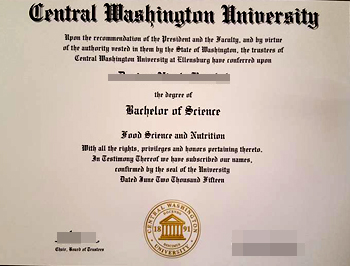 Central Washington University
Upon the recommendation of the President and the Faculty, and by virtue
of the authority vested in them by the State of Washington, the trustees of
Central Washington University at Ellensburg have conferred upon
the degree of
Bachelor of Science
Food Science and Nutrition
With all the rights, privileges and honors pertaining thereto.
In Testimony Thereof we have subscribed our names,
confirmed by the seal of the University
Dated June Two Thousand Fifteen
CENTRAL WASHINGTON
18 91
UNIVERSITY
Chair, Board of Trustees